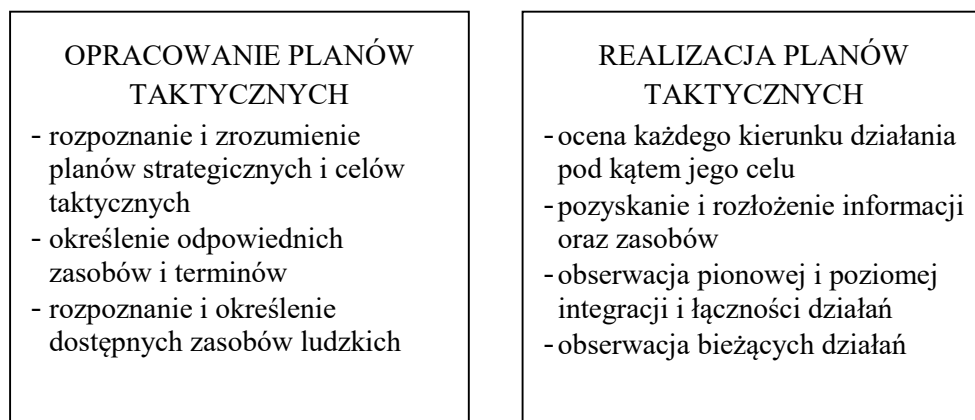 OPRACOWANIE PLANÓW
TAKTYCZNYCH
- rozpoznanie i zrozumienie
planów strategicznych i celów
taktycznych
- określenie odpowiednich
zasobów i terminów
- rozpoznanie i określenie
dostępnych zasobów ludzkich
REALIZACJA PLANÓW
TAKTYCZNYCH
- ocena każdego kierunku działania
pod kątem jego celu
- pozyskanie i rozłożenie informacji
oraz zasobów
- obserwacja pionowej i poziomej
integracji i łączności działań
- obserwacja bieżących działań